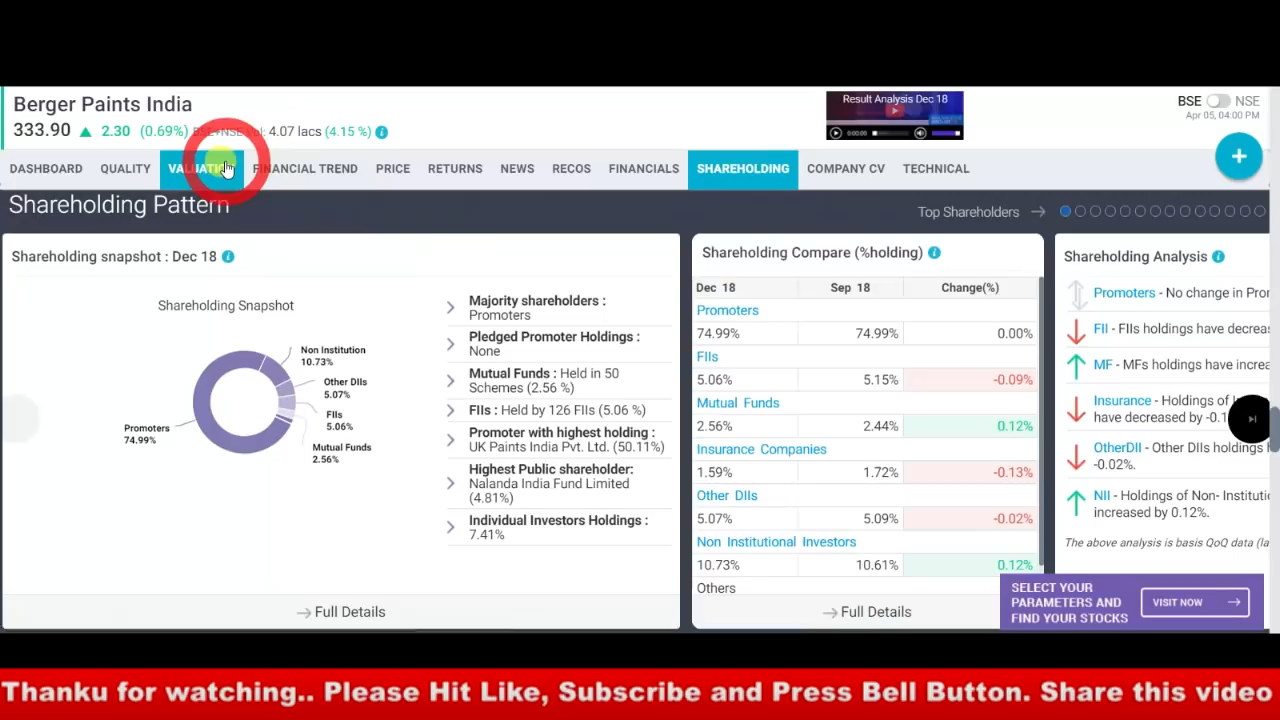 Berger Paints India
333.90 ▲ 2.30 (0.69%) BSE+NSE Vol: 4.07 lacs (4.15 %)
Result Analysis Dec 18
0:00:00
BSE NSE
Apr 05, 04:00 PM
+
DASHBOARD QUALITY VALUATION FINANCIAL TREND PRICE RETURNS NEWS RECOS FINANCIALS SHAREHOLDING COMPANY CV TECHNICAL
Shareholding Pattern
Top Shareholders
Shareholding snapshot : Dec 18
Shareholding Snapshot
Non Institution
10.73%
Other DIIs
5.07%
FIIs
5.06%
Mutual Funds
2.56%
Promoters
74.99%
Majority shareholders :
Promoters
Pledged Promoter Holdings :
None
Mutual Funds : Held in 50
Schemes (2.56 %)
FIIs : Held by 126 FIIs (5.06 %)
Promoter with highest holding :
UK Paints India Pvt. Ltd. (50.11%)
Highest Public shareholder:
Nalanda India Fund Limited
(4.81%)
Individual Investors Holdings :
7.41%
Full Details
Shareholding Compare (%holding)
Dec 18 Sep 18 Change(%)
Promoters
74.99% 74.99% 0.00%
FIIs
5.06% 5.15% -0.09%
Mutual Funds
2.56% 2.44% 0.12%
Insurance Companies
1.59% 1.72% -0.13%
Other DIIs
5.07% 5.09% -0.02%
Non Institutional Investors
10.73% 10.61% 0.12%
Others
Full Details
Shareholding Analysis
Promoters - No change in
FII - FIIs holdings have
MF - MFs holdings have
Insurance - Holdings of
have decreased by
OtherDII - Other DIIs holdings
-0.02%.
NII - Holdings of Non-
increased by 0.12%.
The above analysis is basis QoQ data
SELECT YOUR
PARAMETERS AND
FIND YOUR STOCKS
VISIT NOW
Thanku for watching.. Please Hit Like, Subscribe and Press Bell Button. Share this video